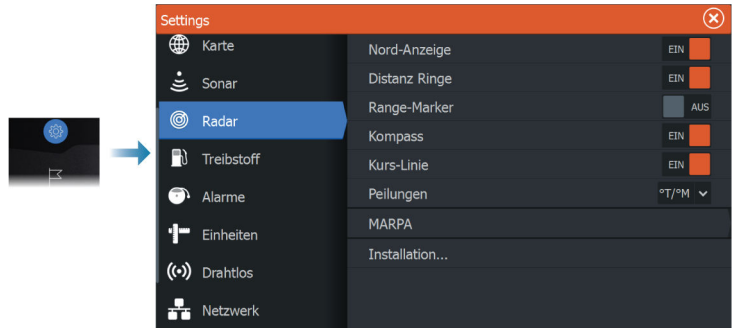 Settings
Karte
Sonar
Radar
Treibstoff
Alarme
Einheiten
Drahtlos
Netzwerk
Nord-Anzeige EIN
Distanz Ringe EIN
Range-Marker AUS
Kompass EIN
Kurs-Linie EIN
Peilungen °T/°M
MARPA
Installation...